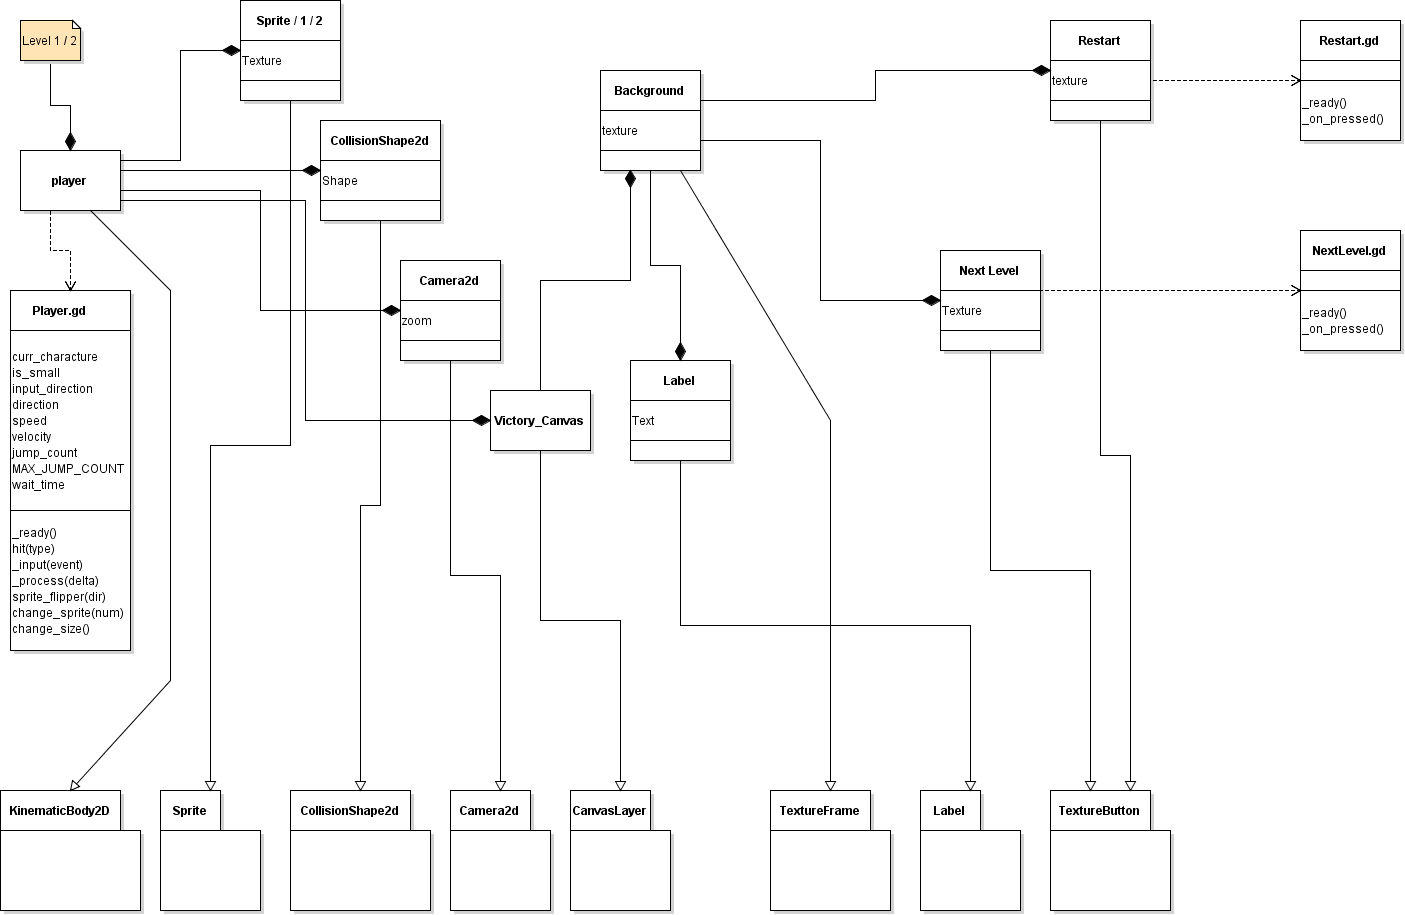 Level 1 / 2
Sprite / 1 / 2
Texture
player
CollisionShape2d
Shape
Camera2d
zoom
Victory_Canvas
Player.gd
curr_characture
is_small
input_direction
direction
speed
velocity
jump_count
MAX_JUMP_COUNT
wait_time
_ready()
hit(type)
_input(event)
_process(delta)
sprite_flipper(dir)
change_sprite(num)
change_size()
Background
texture
Label
Text
Restart
texture
Restart.gd
_ready()
_on_pressed()
Next Level
Texture
NextLevel.gd
_ready()
_on_pressed()
KinematicBody2D
Sprite
CollisionShape2d
Camera2d
CanvasLayer
TextureFrame
Label
TextureButton